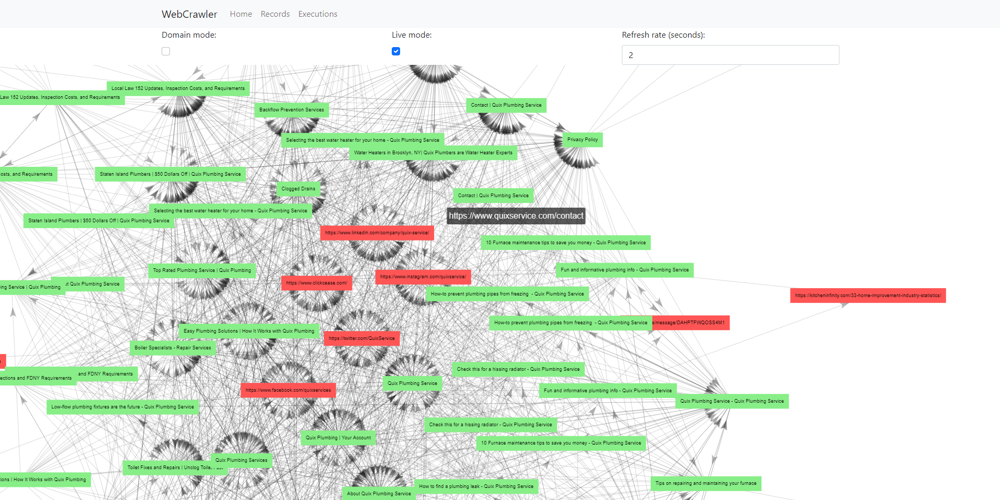 WebCrawler Home Records Executions
Domain mode:
Live mode:
Refresh rate (seconds):
2
Local Law 152 Updates, Inspection Costs, and Requirements
Law 152 Updates, Inspection Costs, and Requirements
Contact | Quix Plumbing Service
Backflow Prevention Services
Selecting the best water heater for your home - Quix Plumbing Service
Privacy Policy
Water Heaters in Brooklyn, NY| Quix Plumbers are Water Heater Experts
osts, and Requirements
Staten Island Plumbers | $50 Dollars Off | Quix Plumbing Service
Clogged Drains
Contact | Quix Plumbing Service
Selecting the best water heater for your home - Quix Plumbing Service
https://www.quixservice.com/contact
Staten Island Plumbers | $50 Dollars Off | Quix Plumbing Service
https://www.linkedin.com/company/quix-service/
10 Furnace maintenance tips to save you money - Quix Plumbing Service
Top Rated Plumbing Service | Quix Plumbing
Fun and informative plumbing info - Quix Plumbing Service
https://www.instagram.com/quixservice/
https://www.clickcease.com/
ut Quix Plumbing Service
ing Service | Quix Plumbing
How-to prevent plumbing pipes from freezing - Quix Plumbing Service
https://kitcheninfinity.com/33-home-improvement-industry-statistics/
How-to prevent plumbing pipes from freezing - Quix Plumbing Service
e/message/DAHPTFWQOSS4M1
Easy Plumbing Solutions | How It Works with Quix Plumbing
https://twitter.com/QuixService
Boiler Specialists - Repair Services
s
Check this for a hissing radiator - Quix Plumbing Service
and FDNY Requirements
ections and FDNY Requirements
Quix Plumbing Service
https://www.facebook.com/quixservices
Fun and informative plumbing info - Quix Plumbing Service
Quix Plumbing Service - Quix Plumbing Service
Low-flow plumbing fixtures are the future - Quix Plumbing Service
Check this for a hissing radiator - Quix Plumbing Service
Quix Plumbing | Your Account
10 Furnace maintenance tips to save you money - Quix Plumbing Service
Quix Plumbing Services
Toilet Fixes and Repairs | Unclog Toilet
ions | How It Works with Quix Plumbing
Tips on repairing and maintaining your furnace
How to find a plumbing leak - Quix Plumbing Service
About Quix Plumbing Service